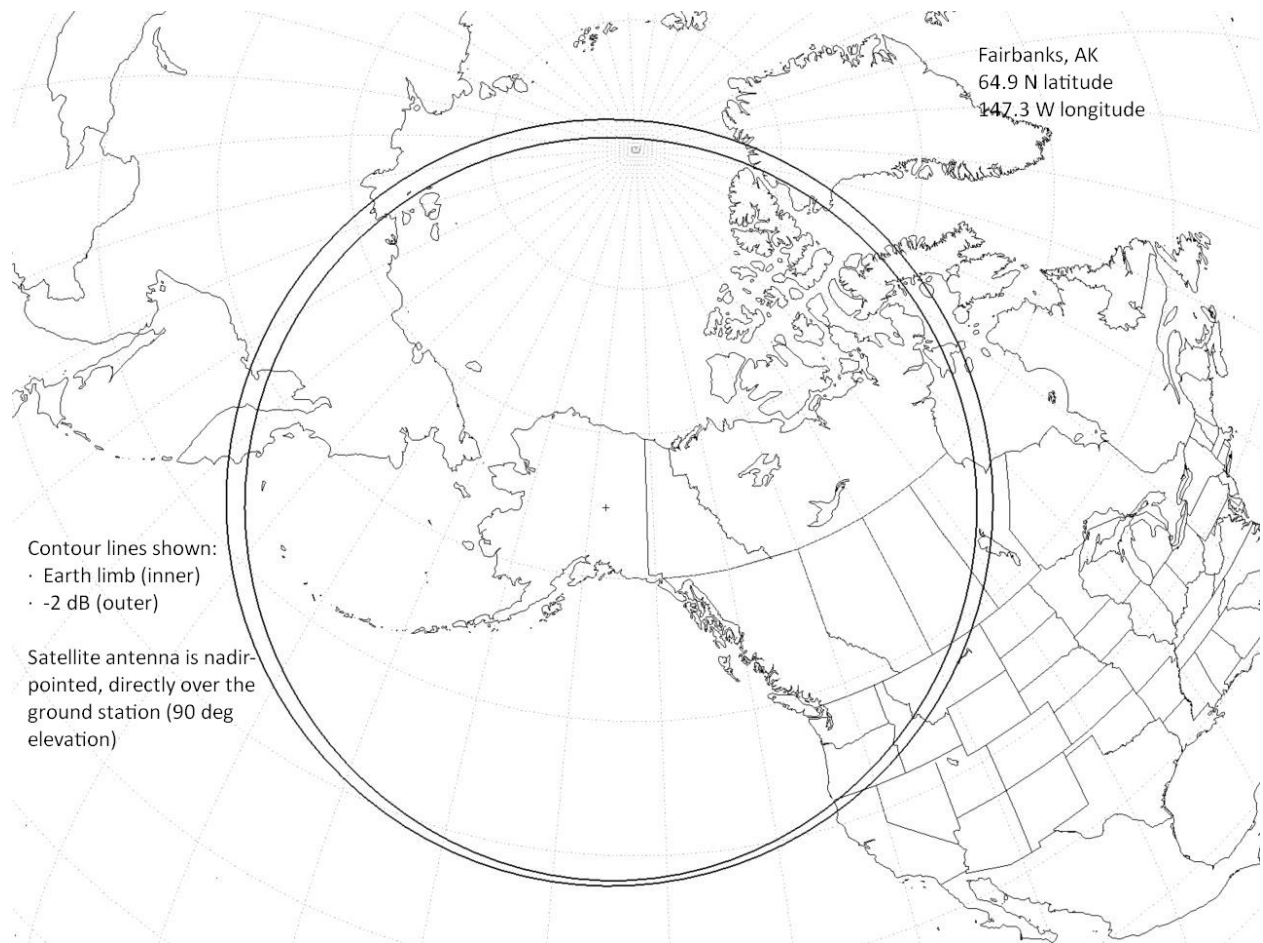 Fairbanks, AK
64.9 N latitude
147.3 W longitude
Contour lines shown:
· Earth limb (inner)
· -2 dB (outer)
Satellite antenna is nadir-
pointed, directly over the
ground station (90 deg
elevation)